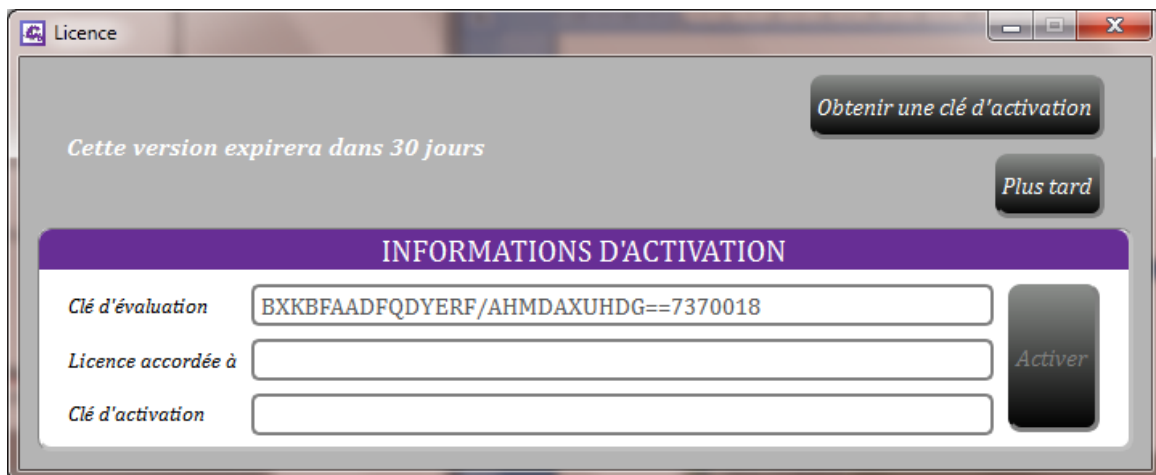 Licence
Obtenir une clé d'activation
Cette version expirera dans 30 jours
Plus tard
INFORMATIONS D'ACTIVATION
Clé d'évaluation BXKBFAADFQDYERF/AHMDAXUHDG==7370018
Licence accordée à
Activer
Clé d'activation